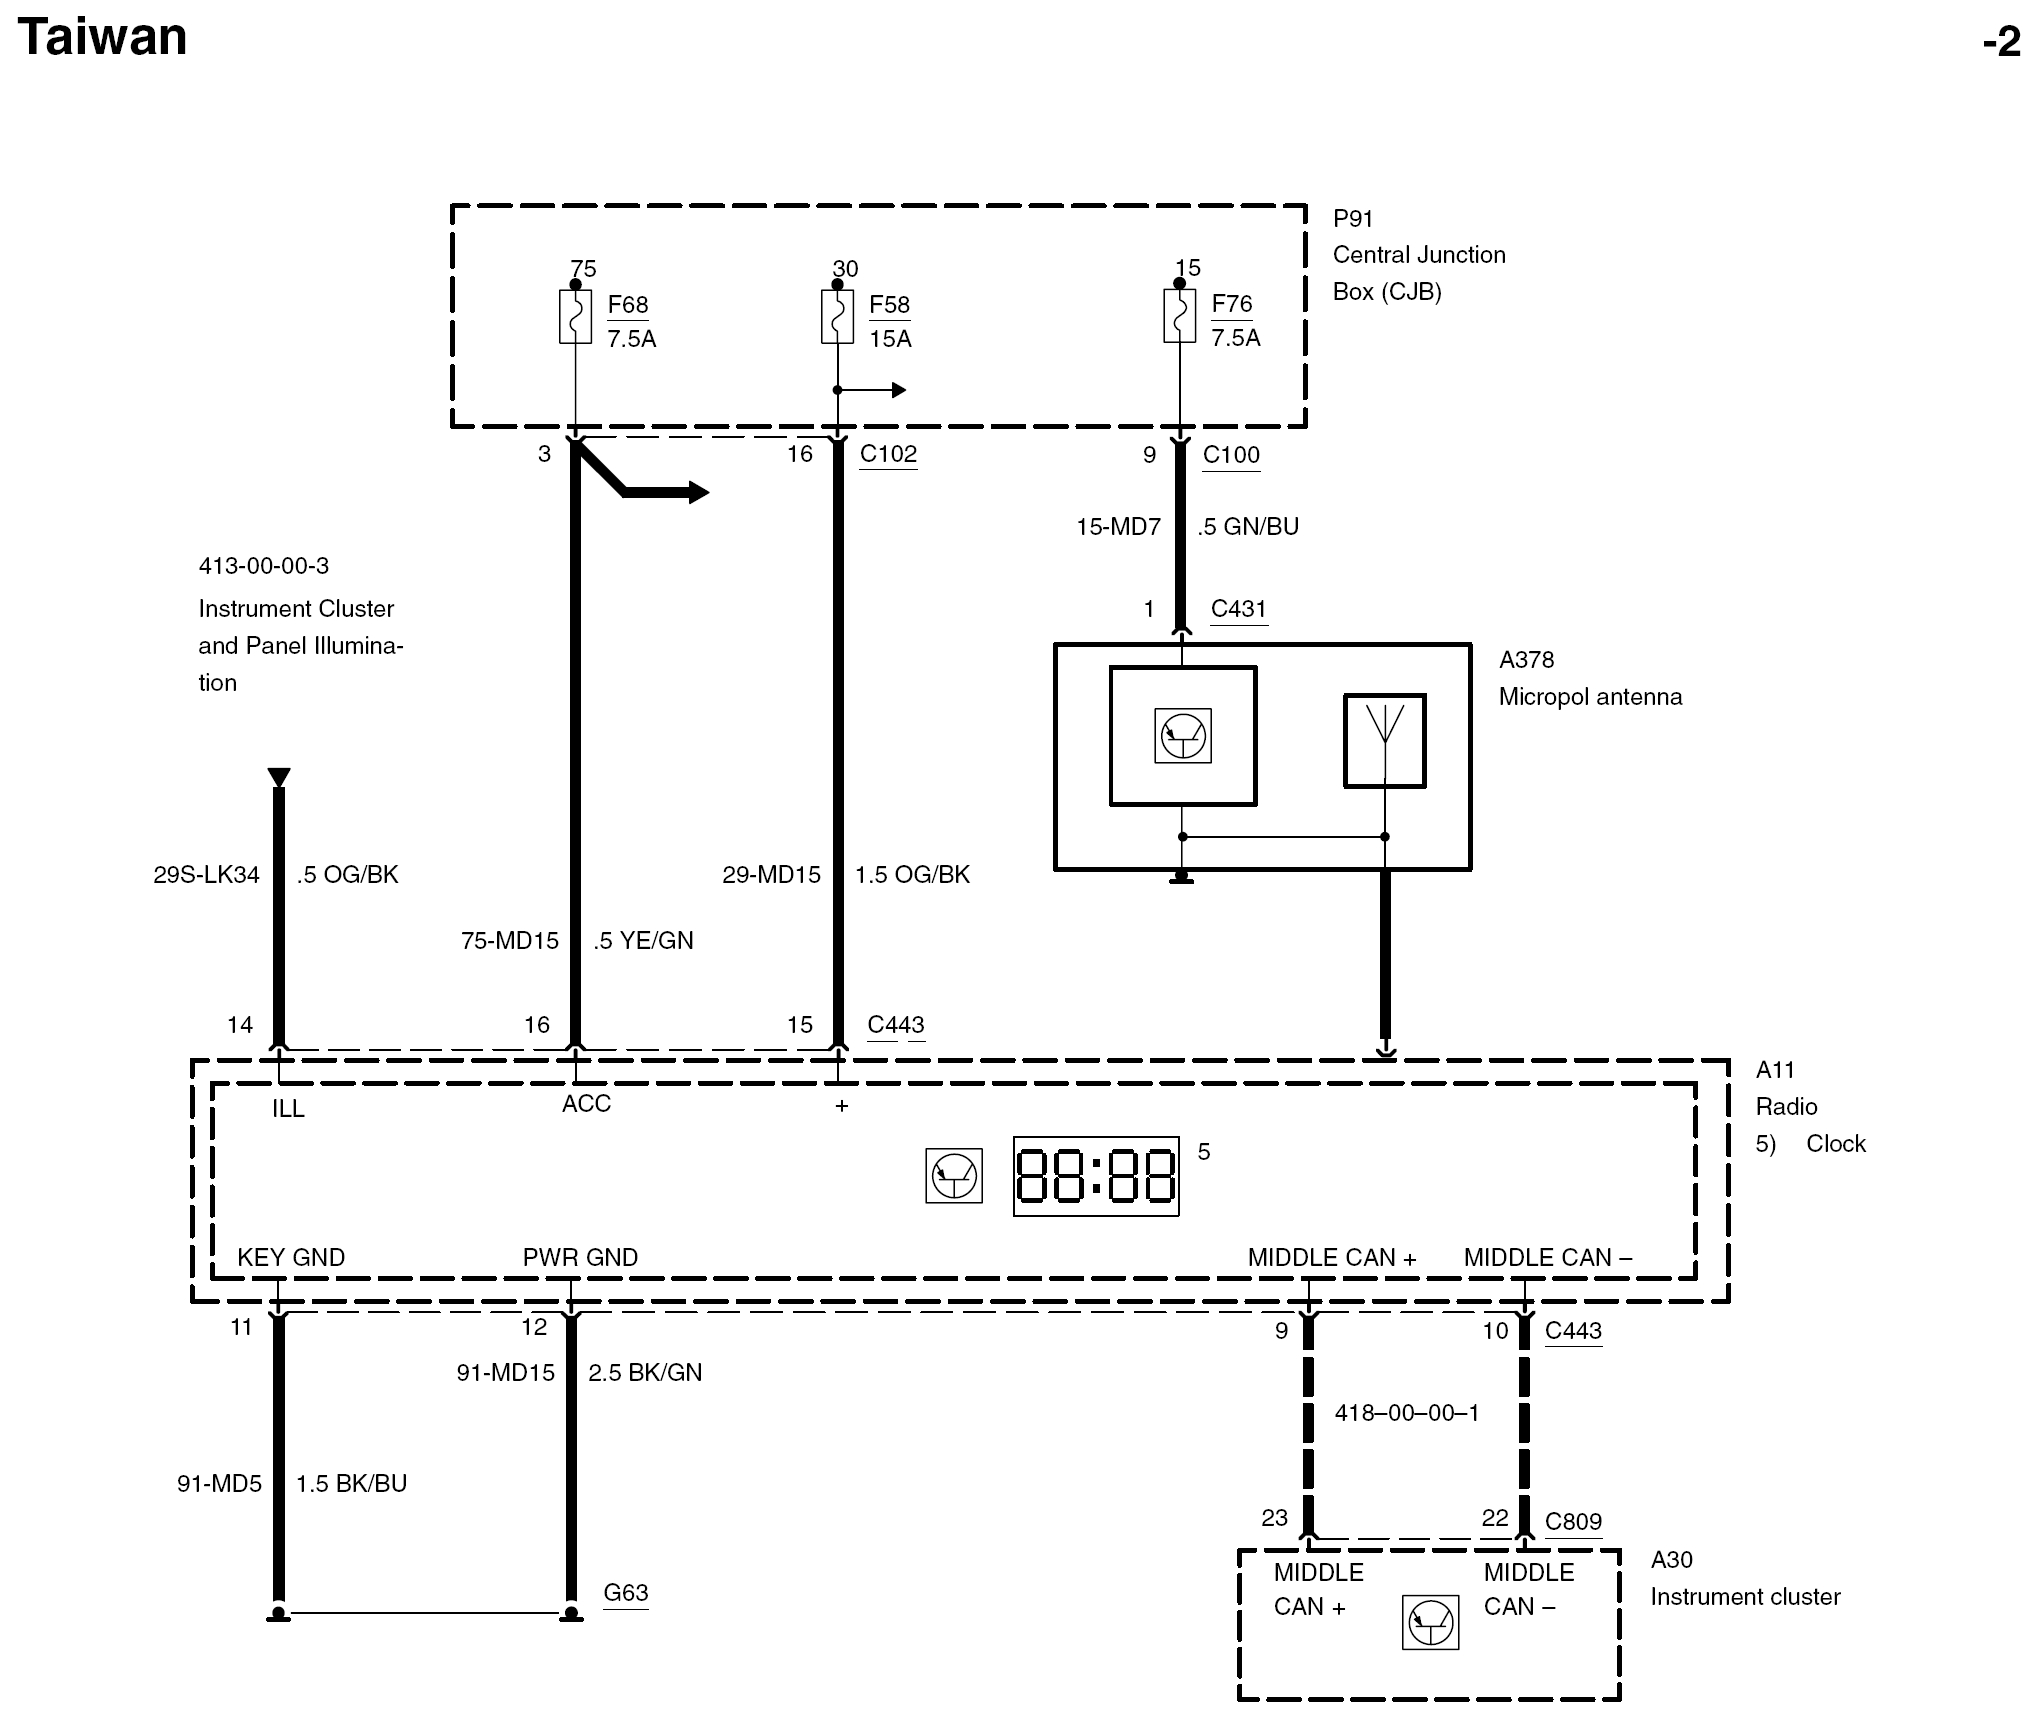 Taiwan
-2
P91
Central Junction
Box (CJB)
75
F68
7.5A
30
F58
15A
15
F76
7.5A
3
16
C102
9
C100
15-MD7
.5 GN/BU
1
C431
413-00-00-3
Instrument Cluster
and Panel Illumina-
tion
A378
Micropol antenna
29S-LK34
.5 OG/BK
29-MD15
1.5 OG/BK
75-MD15
.5 YE/GN
14
16
15
C443
A11
Radio
5) Clock
ILL
ACC
+
88:88
5
KEY GND
PWR GND
MIDDLE CAN +
MIDDLE CAN –
11
12
9
10
C443
91-MD15
2.5 BK/GN
418–00–00–1
91-MD5
1.5 BK/BU
23
22
C809
G63
A30
Instrument cluster
MIDDLE
CAN +
MIDDLE
CAN –